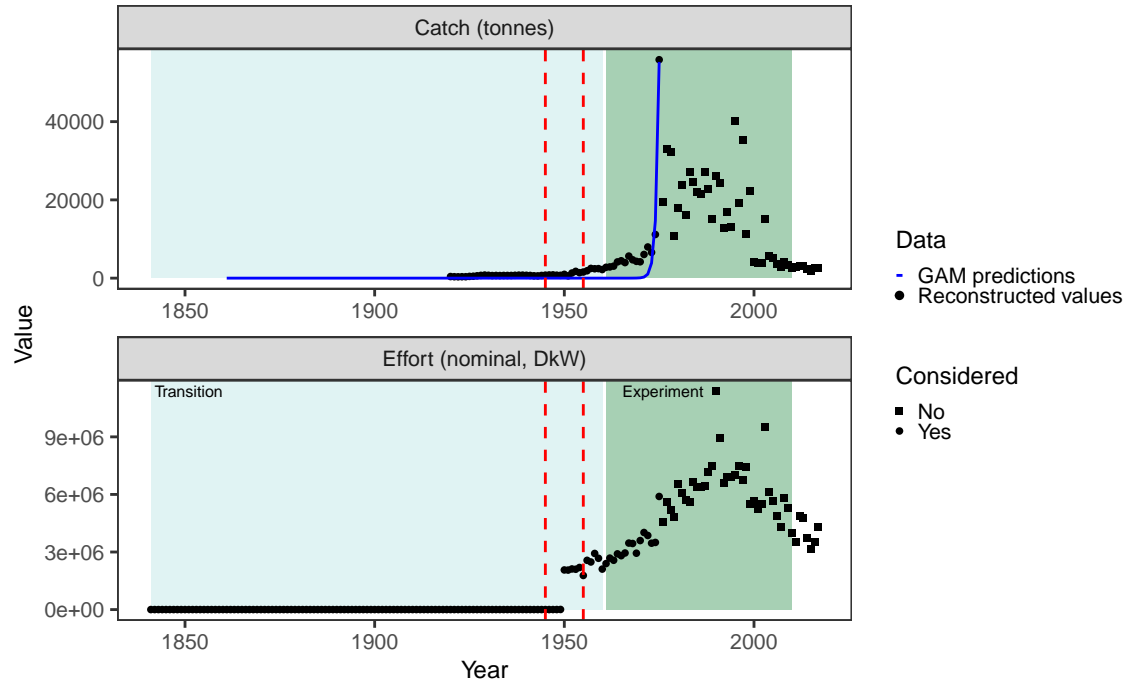 Catch (tonnes)
40000
20000
0
1850
1900
1950
2000
Value
Effort (nominal, DkW)
Transition
Experiment
9e+06
6e+06
3e+06
0e+00
1850
1900
1950
2000
Year
Data
GAM predictions
Reconstructed values
Considered
No
Yes